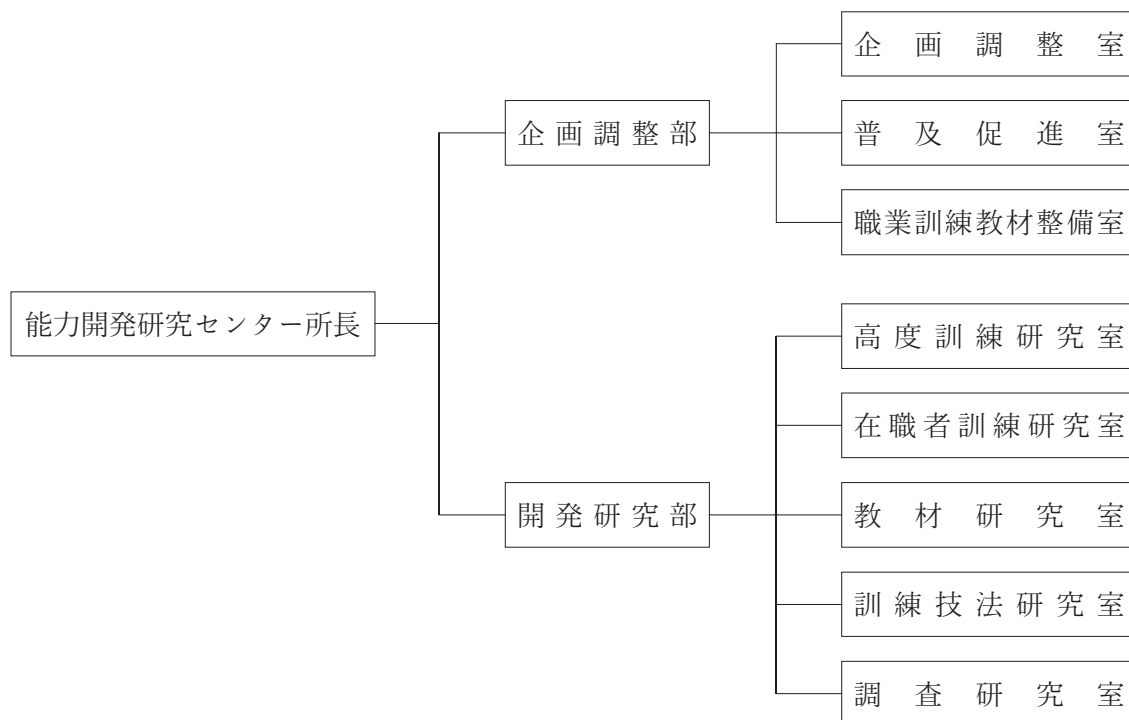 企画調整室
企画調整部
普及促進室
職業訓練教材整備室
能力開発研究センター所長
高度訓練研究室
在職者訓練研究室
開発研究部
教材研究室
訓練技法研究室
調査研究室